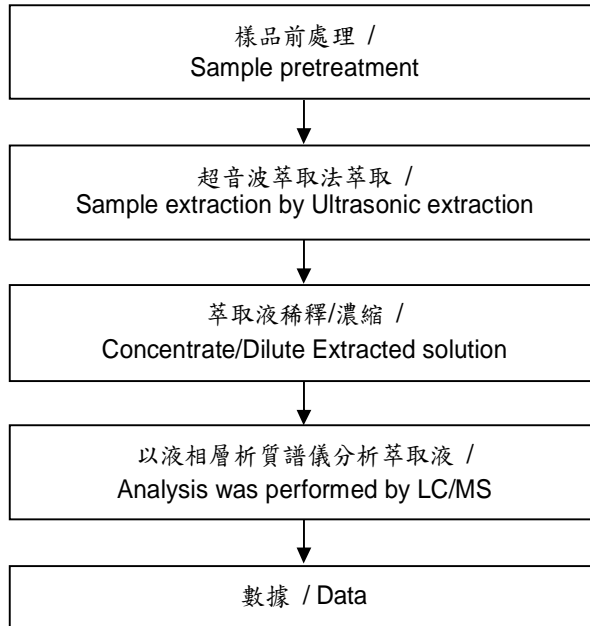 樣品前處理 /
Sample pretreatment
超音波萃取法萃取 /
Sample extraction by Ultrasonic extraction
萃取液稀釋/濃縮 /
Concentrate/Dilute Extracted solution
以液相層析質譜儀分析萃取液 /
Analysis was performed by LC/MS
數據 / Data